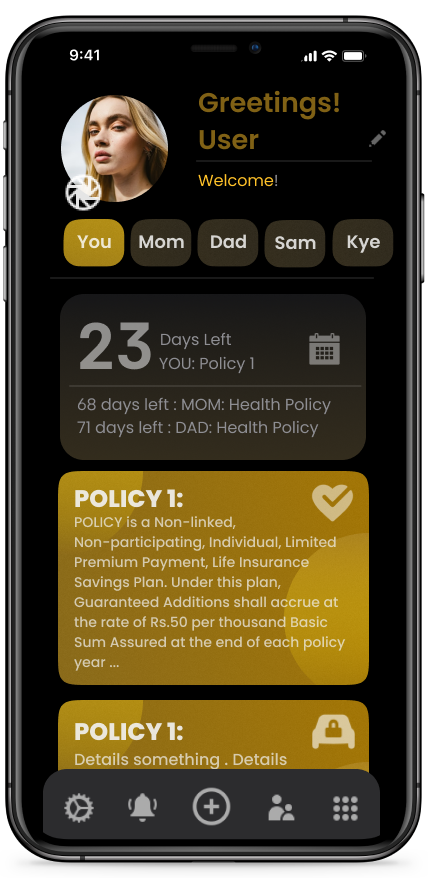 9:41
Greetings!
User
Welcome!
You Mom Dad Sam Kye
23 Days Left
YOU: Policy 1
68 days left : MOM: Health Policy
71 days left : DAD: Health Policy
POLICY 1:
POLICY is a Non-linked,
Non-participating, Individual, Limited
Premium Payment, Life Insurance
Savings Plan. Under this plan,
Guaranteed Additions shall accrue at
the rate of Rs.50 per thousand Basic
Sum Assured at the end of each policy
year ...
POLICY 1:
Details something . Details